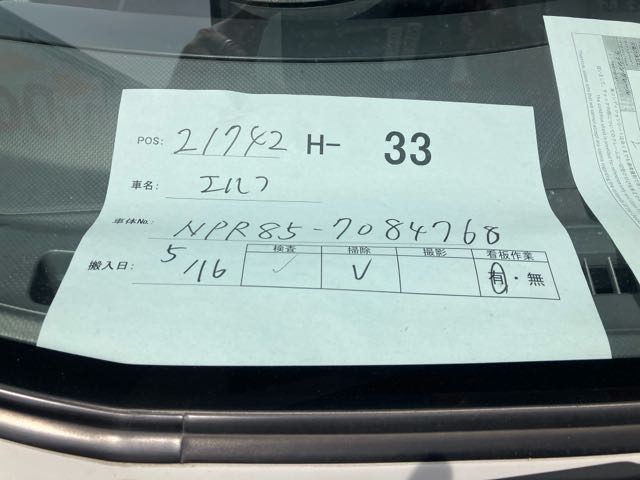 POS: 21742 H- 33
車名 エルフ
車体No. NPR85-7084768
搬入日: 5/16
検査 掃除 撮影 看板作業
✓ V 有・無